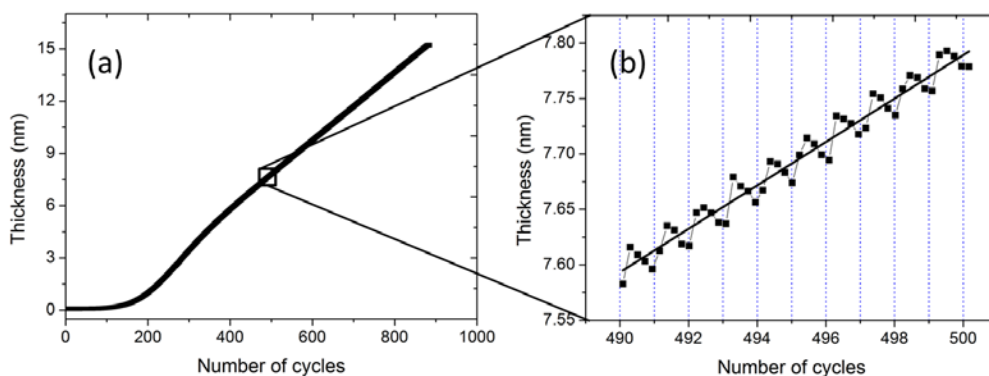 (a)
Thickness (nm)
15
12
9
6
3
0
0 200 400 600 800 1000
Number of cycles
(b)
Thickness (nm)
7.80
7.75
7.70
7.65
7.60
7.55
490 492 494 496 498 500
Number of cycles